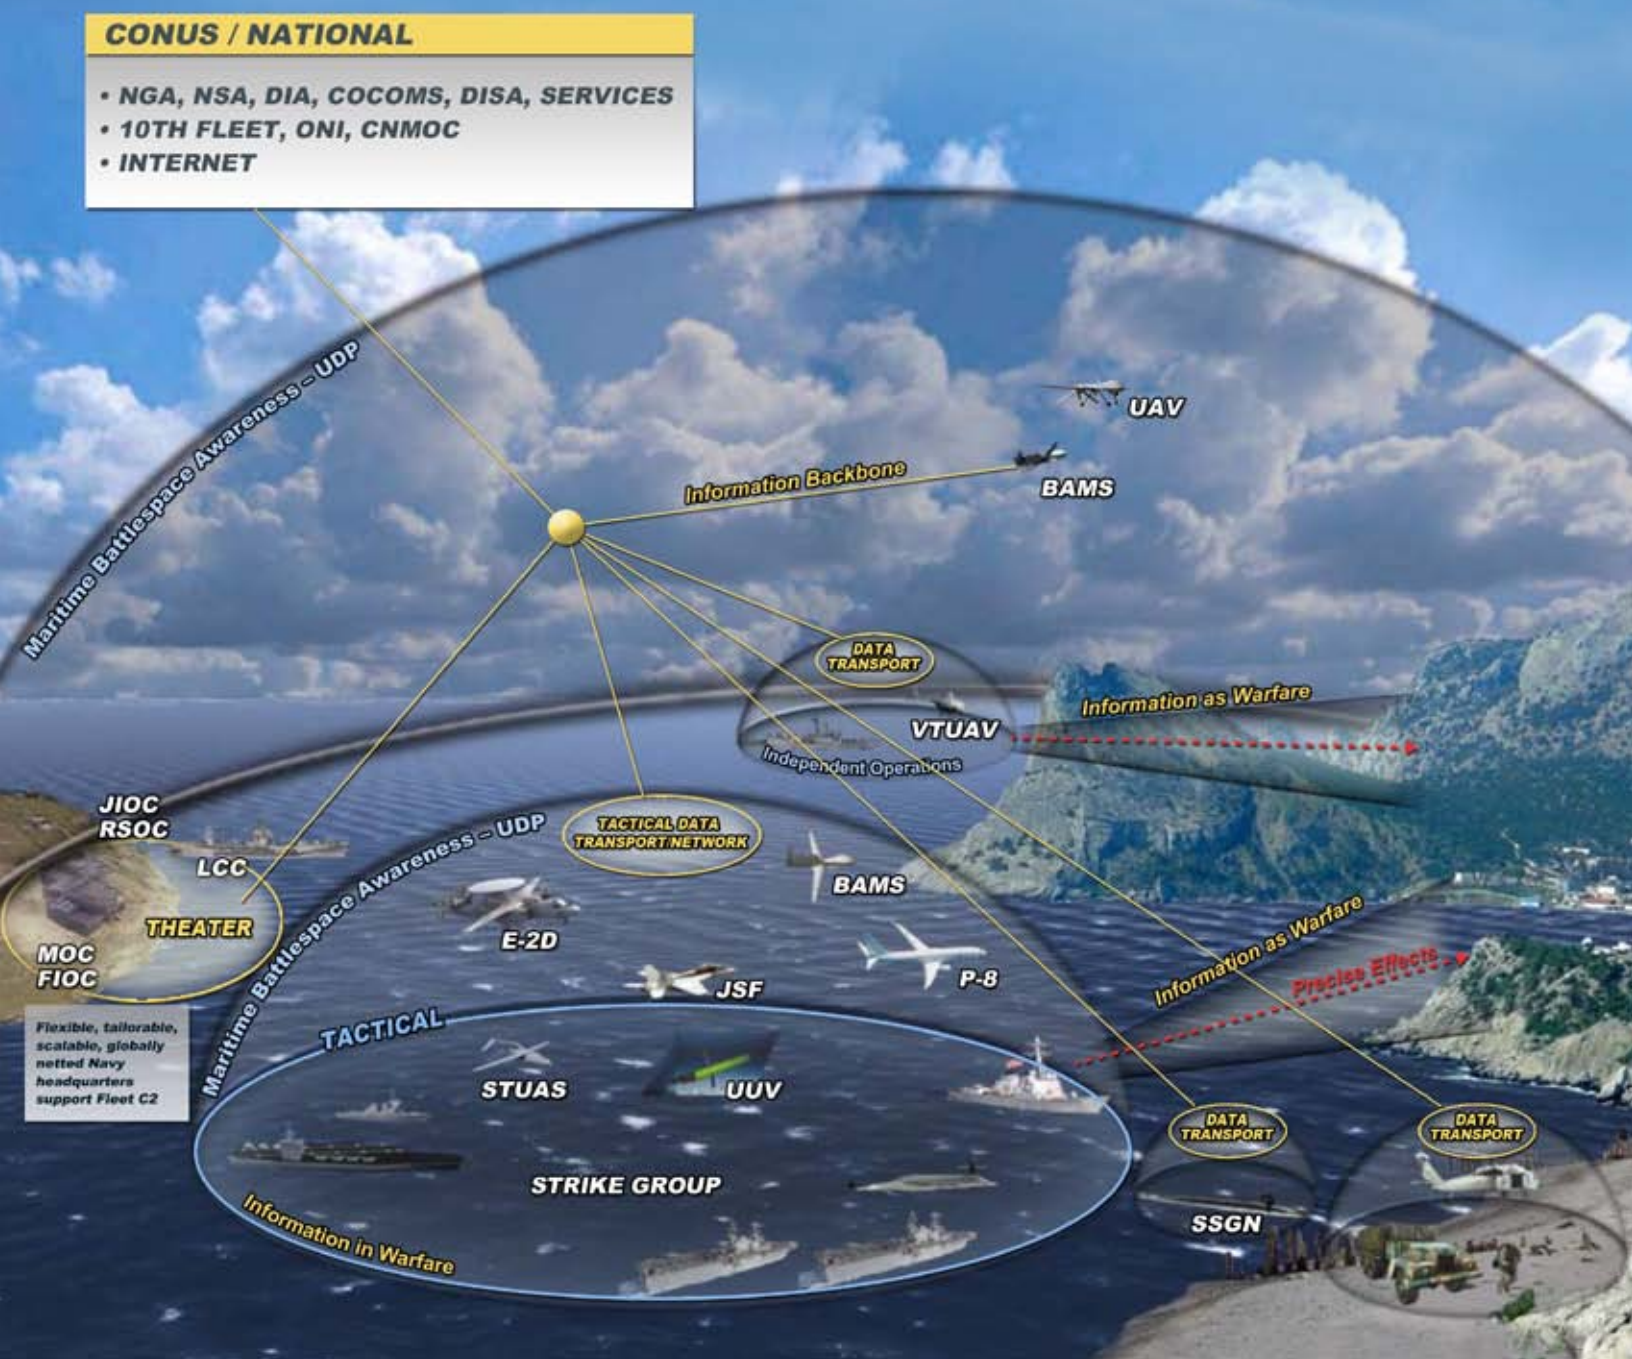 CONUS / NATIONAL
• NGA, NSA, DIA, COCOMS, DISA, SERVICES
• 10TH FLEET, ONI, CNMOC
• INTERNET
Maritime Battlespace Awareness – UDP
UAV
Information Backbone
BAMS
DATA
TRANSPORT
Information as Warfare
VTUAV
Independent Operations
JIOC
RSOC
LCC
THEATER
MOC
FIOC
Flexible, tailorable,
scalable, globally
netted Navy
headquarters
support Fleet C2
Maritime Battlespace Awareness – UDP
TACTICAL DATA
TRANSPORT/NETWORK
BAMS
E-2D
P-8
JSF
Information as Warfare
Precise Effects
TACTICAL
STUAS
UUV
STRIKE GROUP
Information in Warfare
DATA
TRANSPORT
SSGN
DATA
TRANSPORT